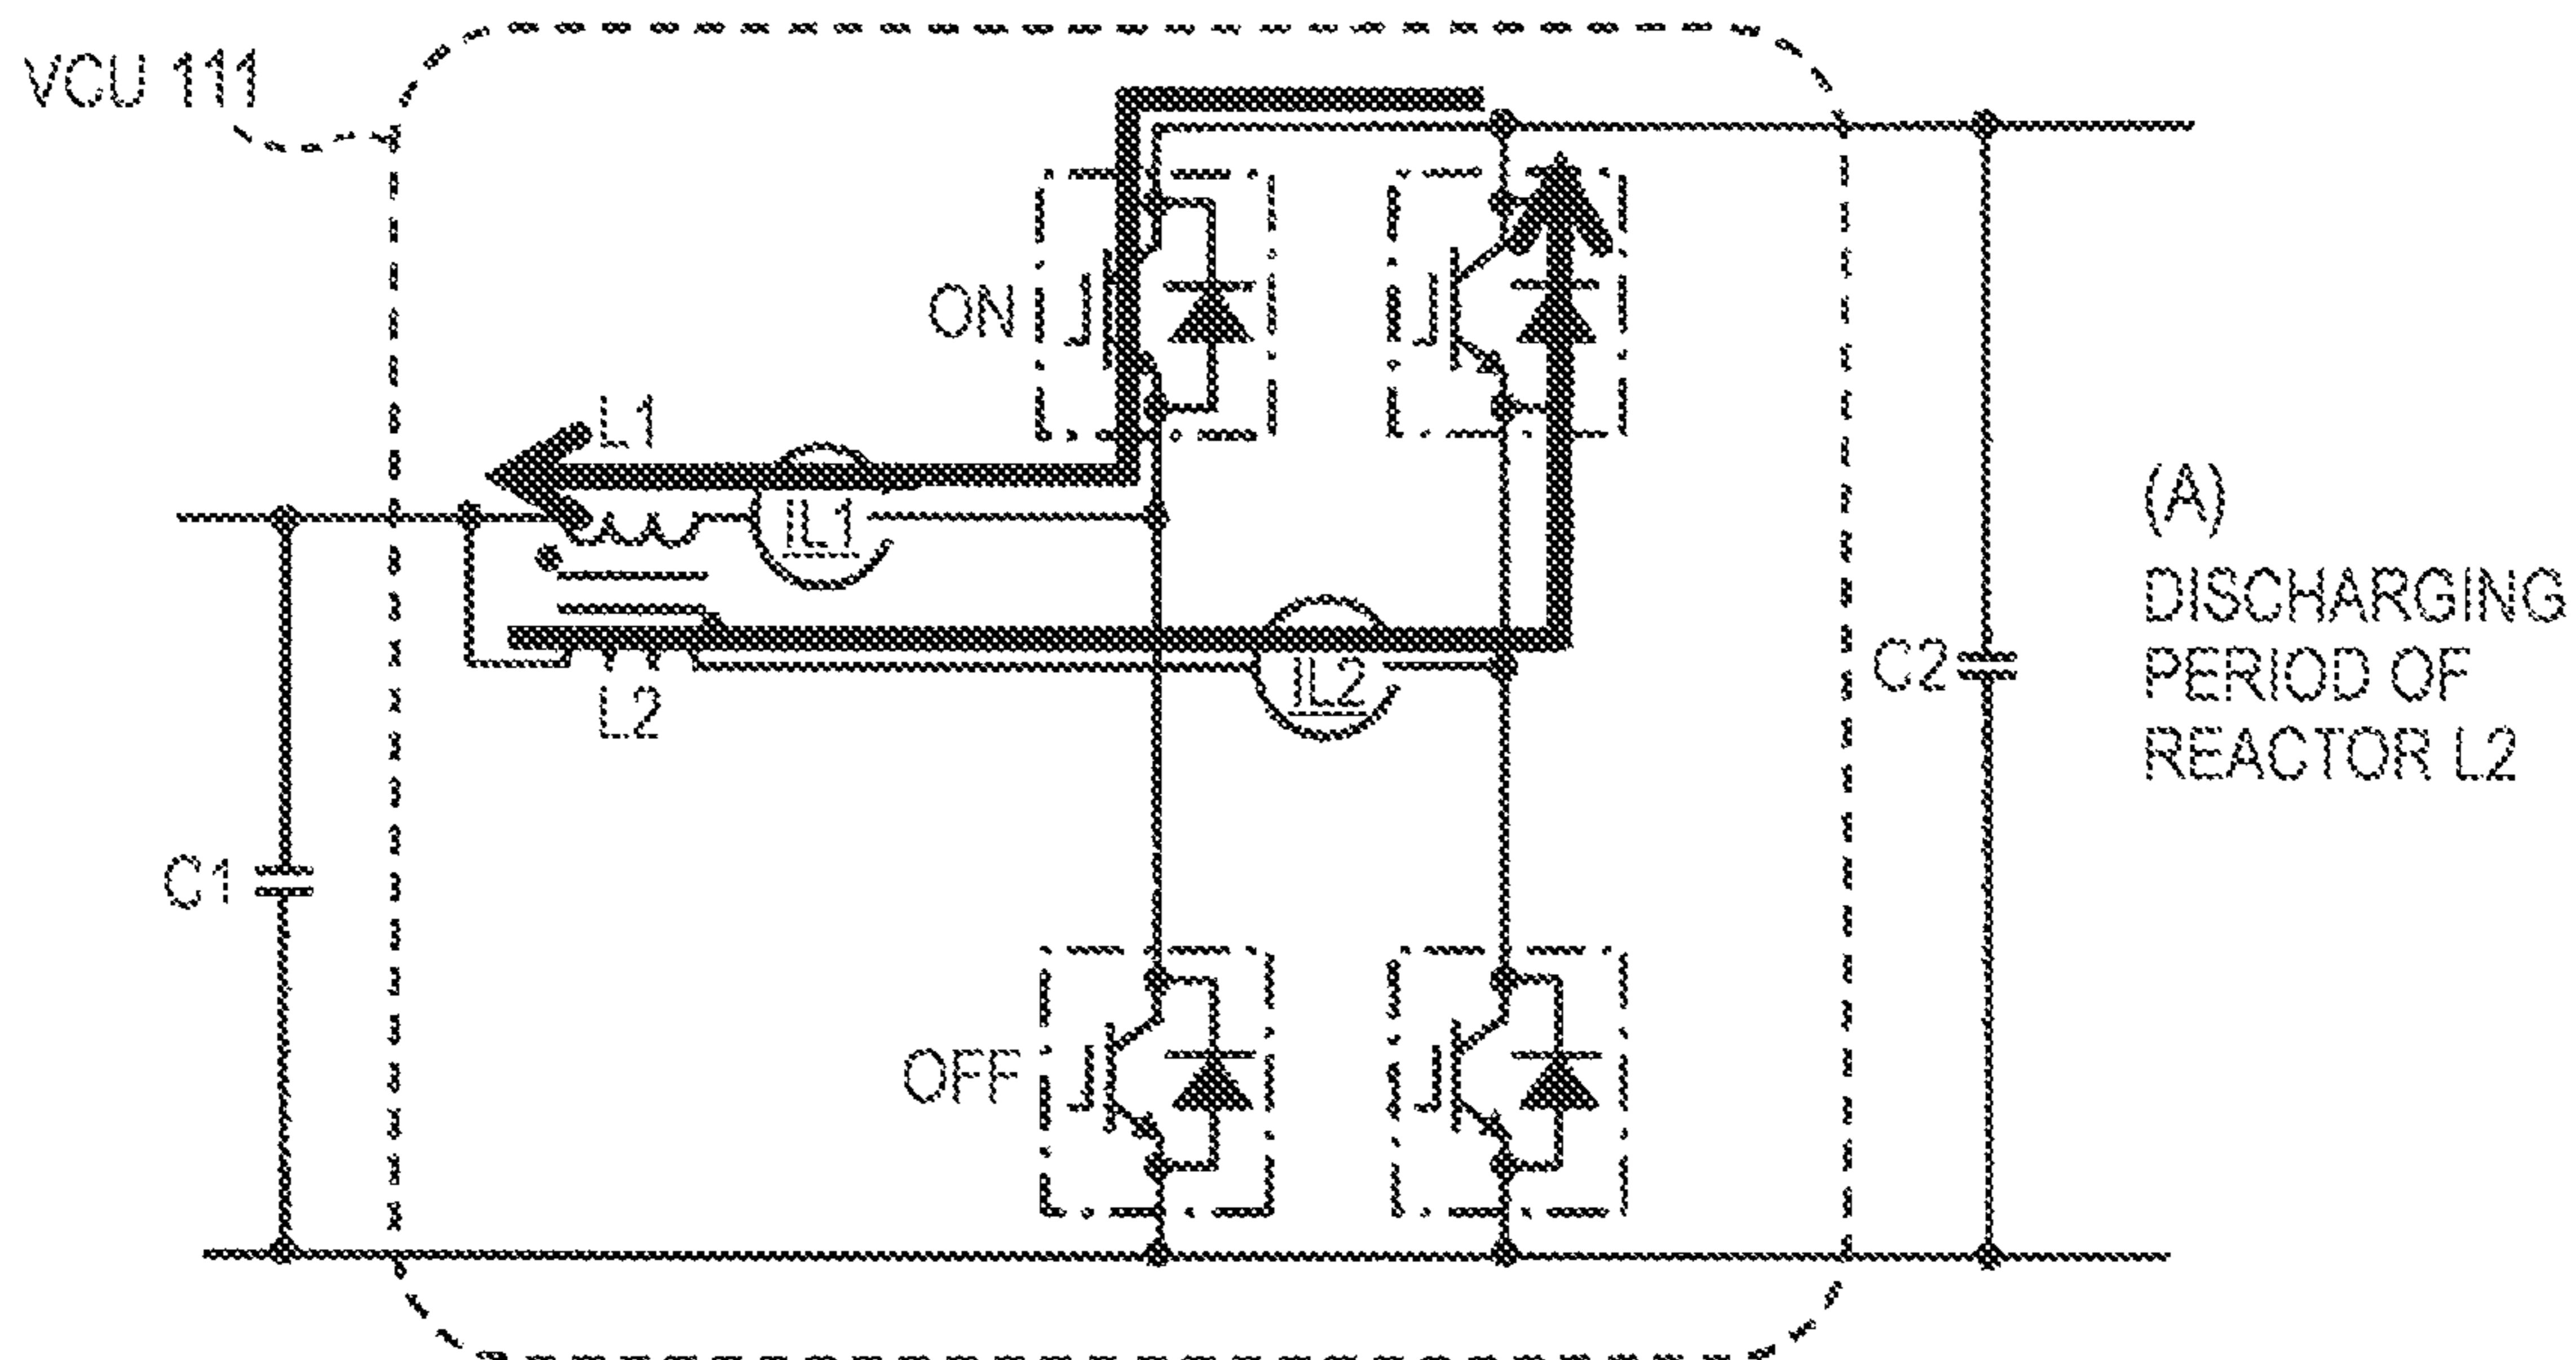 VCU 111
ON
L1
IL1
(A)
DISCHARGING
PERIOD OF
REACTOR L2
IL2
L2
C2
C1
OFF